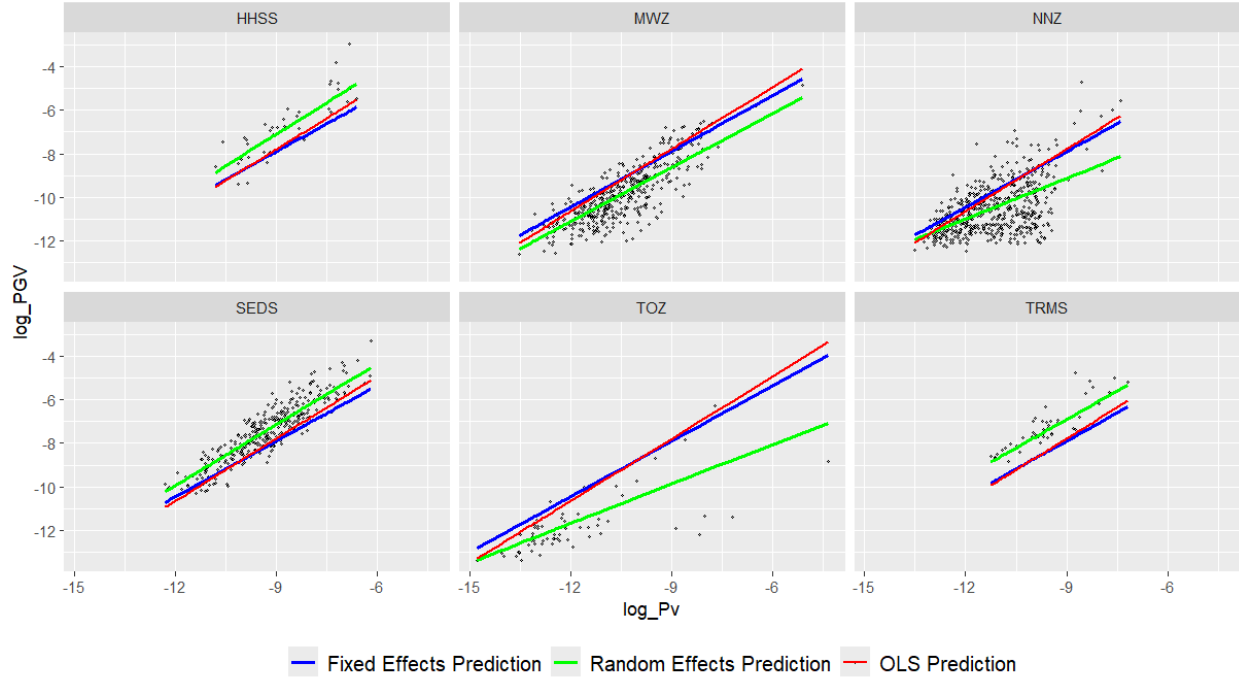 HHSS MWZ NNZ
-4
-6
-8
-10
-12
SEDS TOZ TRMS
-4
-6
-8
-10
-12
log_PGV
-15 -12 -9 -6 -15 -12 -9 -6 -15 -12 -9 -6
log_Pv
Fixed Effects Prediction Random Effects Prediction OLS Prediction